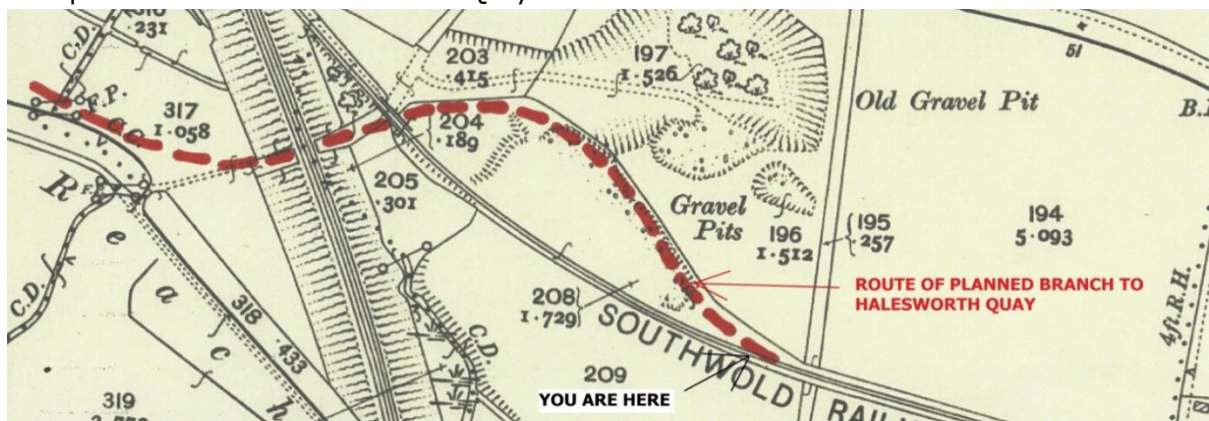 231
C.D.
203
.415
197
1.526
51
Old Gravel Pit
F.P.
317
1.058
204
.189
205
.301
Gravel
Pits
196
1.512
195
.257
194
5.093
R
e
a
c
h
F.
C.D.
318
.433
319
208
1.729
SOUTHWOLD
RAIL
209
C.D.
4ft.R.H.
ROUTE OF PLANNED BRANCH TO
HALESWORTH QUAY
YOU ARE HERE